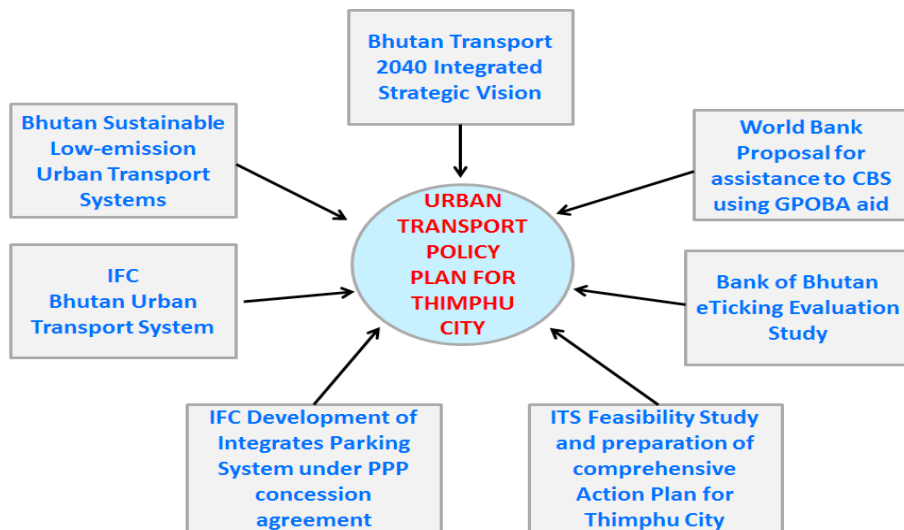 Bhutan Transport
2040 Integrated
Strategic Vision
Bhutan Sustainable
Low-emission
Urban Transport
Systems
World Bank
Proposal for
assistance to CBS
using GPOBA aid
URBAN
TRANSPORT
POLICY
PLAN FOR
THIMPHU
CITY
IFC
Bhutan Urban
Transport System
Bank of Bhutan
eTicking Evaluation
Study
IFC Development of
Integrates Parking
System under PPP
concession
agreement
ITS Feasibility Study
and preparation of
comprehensive
Action Plan for
Thimphu City